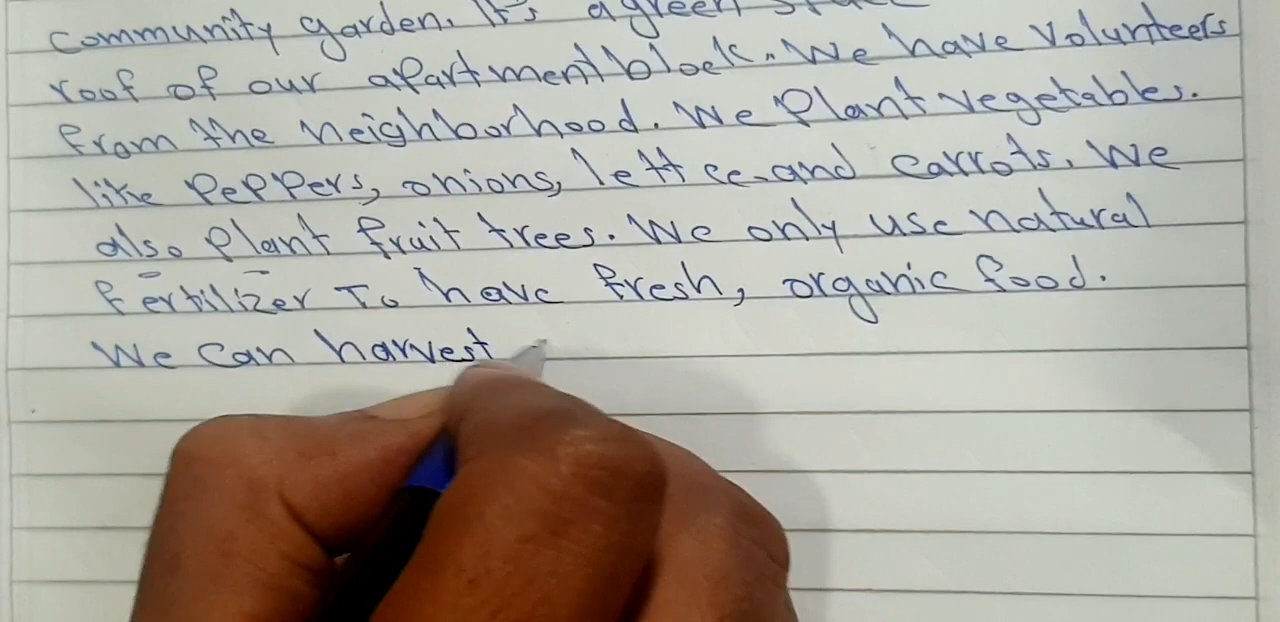 community garden. It's a green
roof of our apartment block. We have volunteers
from the neighborhood. We plant vegetables.
like peppers, onions, lettce and carrots. We
also plant fruit trees. We only use natural
fertilizer To have fresh, organic food.
We can harvest